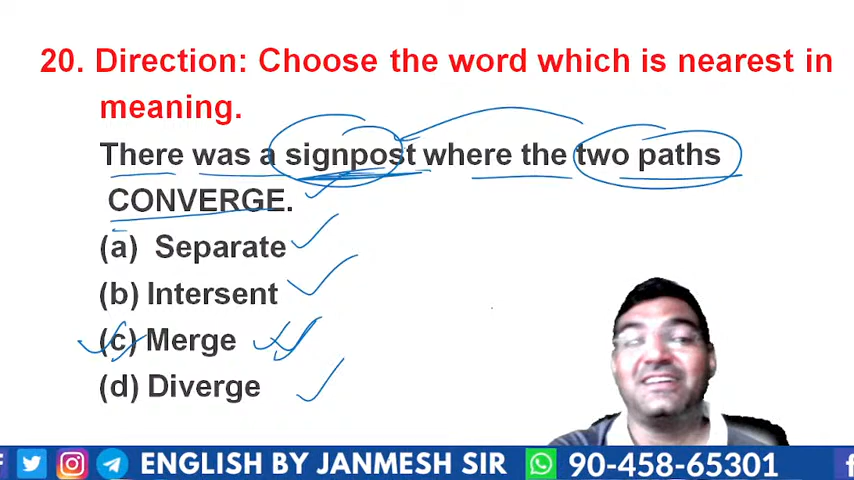 20. Direction: Choose the word which is nearest in
meaning.
There was a signpost where the two paths
CONVERGE.
(a) Separate
(b) Intersent
(c) Merge
(d) Diverge
ENGLISH BY JANMESH SIR 90-458-65301